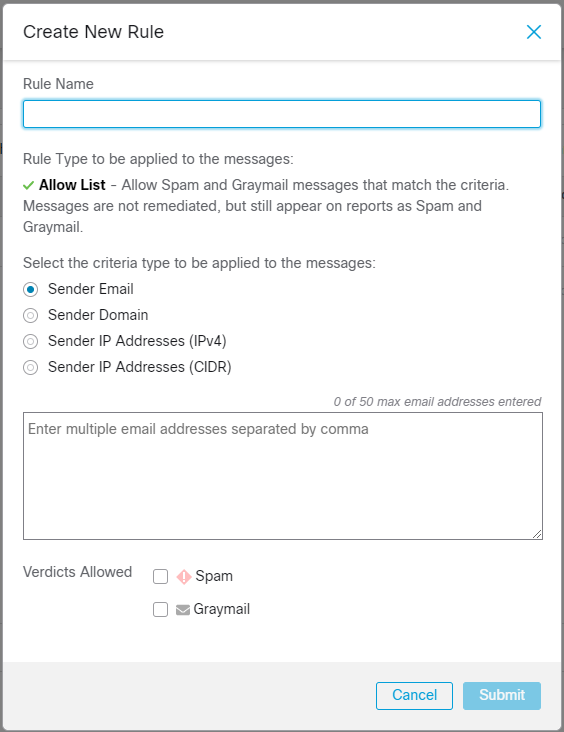 Create New Rule
Rule Name
Rule Type to be applied to the messages:
Allow List - Allow Spam and Graymail messages that match the criteria.
Messages are not remediated, but still appear on reports as Spam and
Graymail.
Select the criteria type to be applied to the messages:
Sender Email
Sender Domain
Sender IP Addresses (IPv4)
Sender IP Addresses (CIDR)
0 of 50 max email addresses entered
Enter multiple email addresses separated by comma
Verdicts Allowed
Spam
Graymail
Cancel
Submit